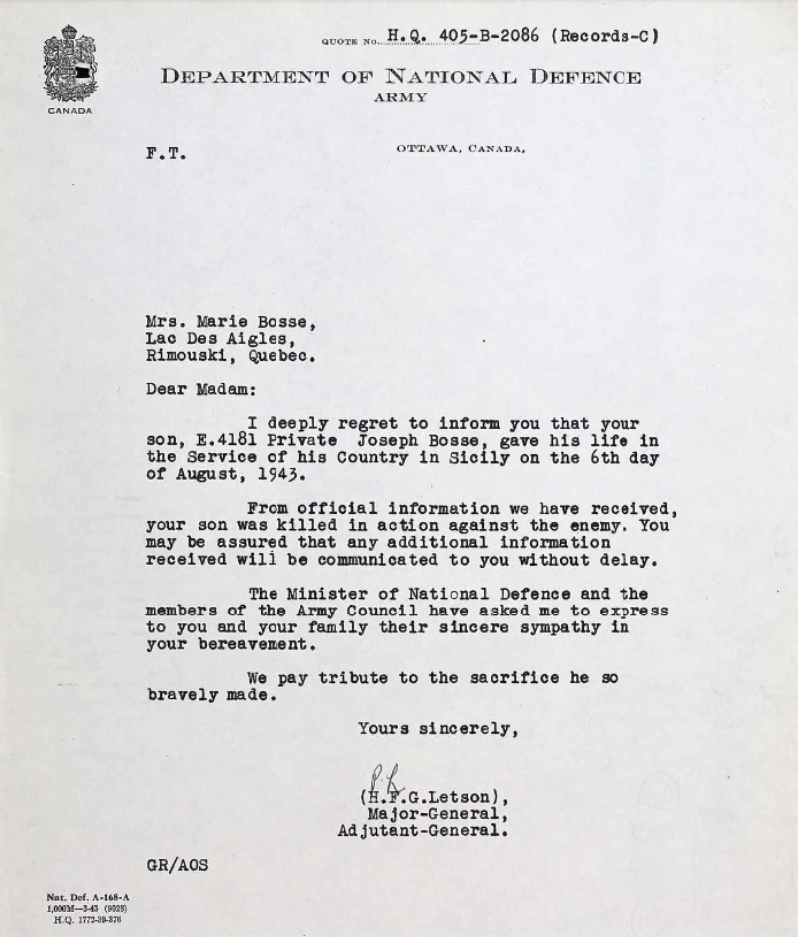 QUOTE NO. H.Q. 405-B-2086 (Records-C)
CANADA
DEPARTMENT OF NATIONAL DEFENCE
ARMY
F.T.
OTTAWA, CANADA,
Mrs. Marie Bosse,
Lac Des Aigles,
Rimouski, Quebec.
Dear Madam:
I deeply regret to inform you that your
son, E.4181 Private Joseph Bosse, gave his life in
the Service of his Country in Sicily on the 6th day
of August, 1943.
From official information we have received,
your son was killed in action against the enemy. You
may be assured that any additional information
received will be communicated to you without delay.
The Minister of National Defence and the
members of the Army Council have asked me to express
to you and your family their sincere sympathy in
your bereavement.
We pay tribute to the sacrifice he so
bravely made.
Yours sincerely,
(H.F.G.Letson),
Major-General,
Adjutant-General.
GR/AOS
Nat. Def. A-168-A
1,000M—3-43 (9028)
H.Q. 1772-39-376